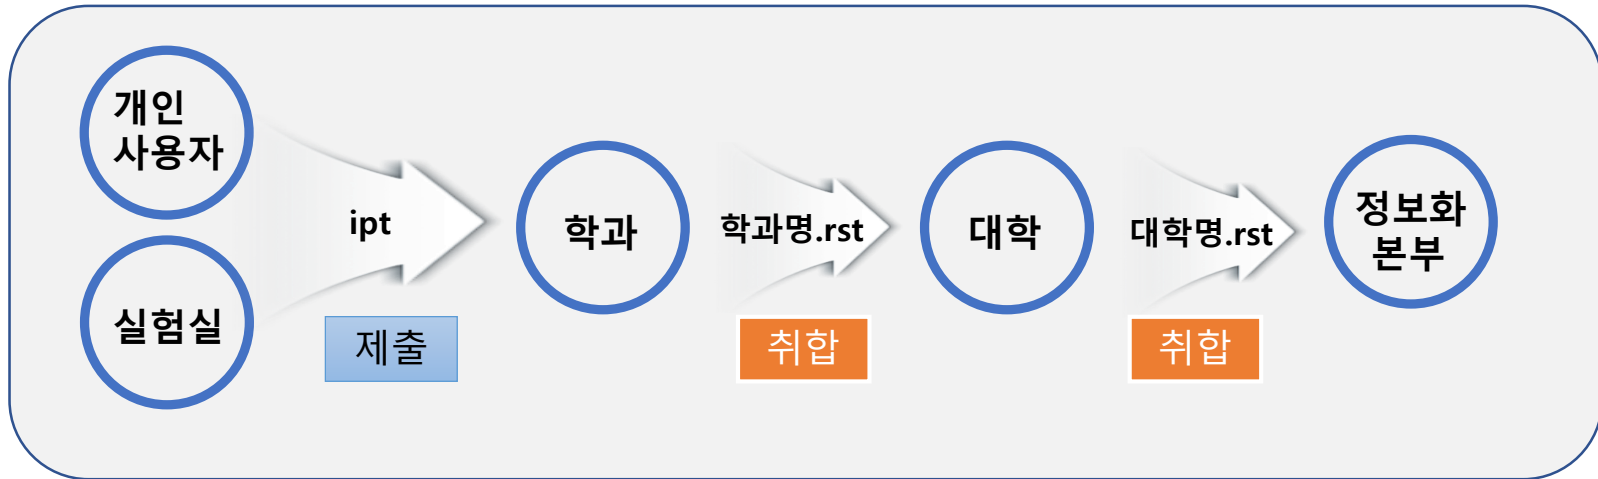 개인
사용자
실험실
ipt
제출
학과
학과명.rst
취합
대학
대학명.rst
취합
정보화
본부